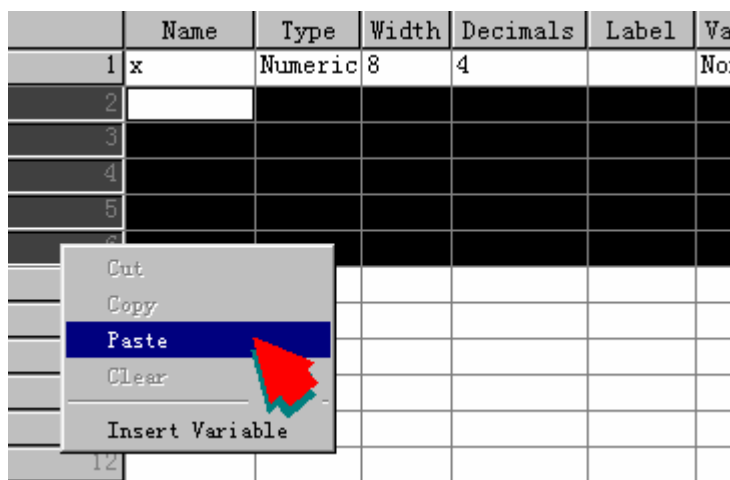 Name Type Width Decimals Label Va
1 x Numeric 8 4 No
2
3
4
5
6
Cut
Copy
Paste
Clear
Insert Variable
12